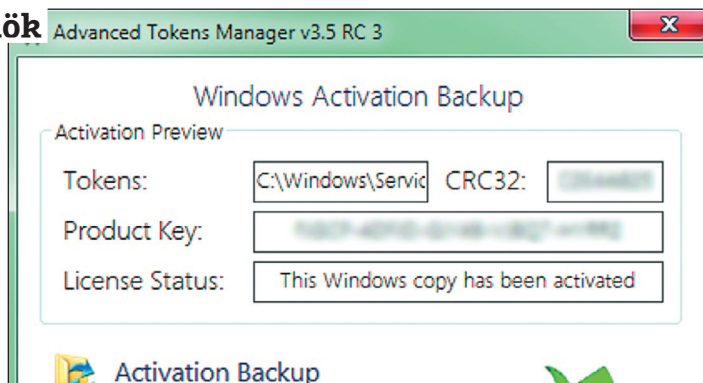 ök
Advanced Tokens Manager v3.5 RC 3
Windows Activation Backup
Activation Preview
Tokens: C:\Windows\Servic CRC32:
Product Key:
License Status: This Windows copy has been activated
Activation Backup